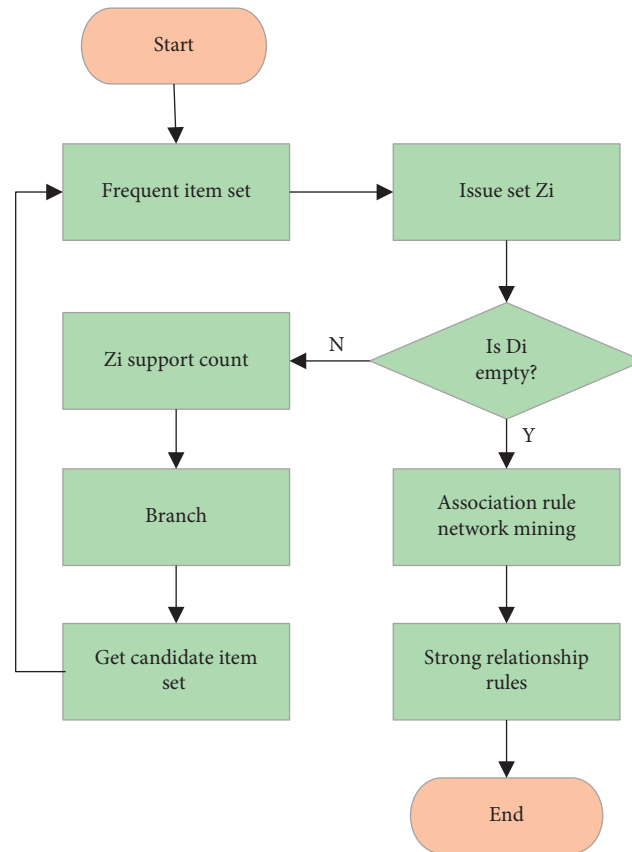 Start
Frequent item set
Issue set Zi
Is Di
empty?
N
Zi support count
Y
Branch
Association rule
network mining
Get candidate item
set
Strong relationship
rules
End